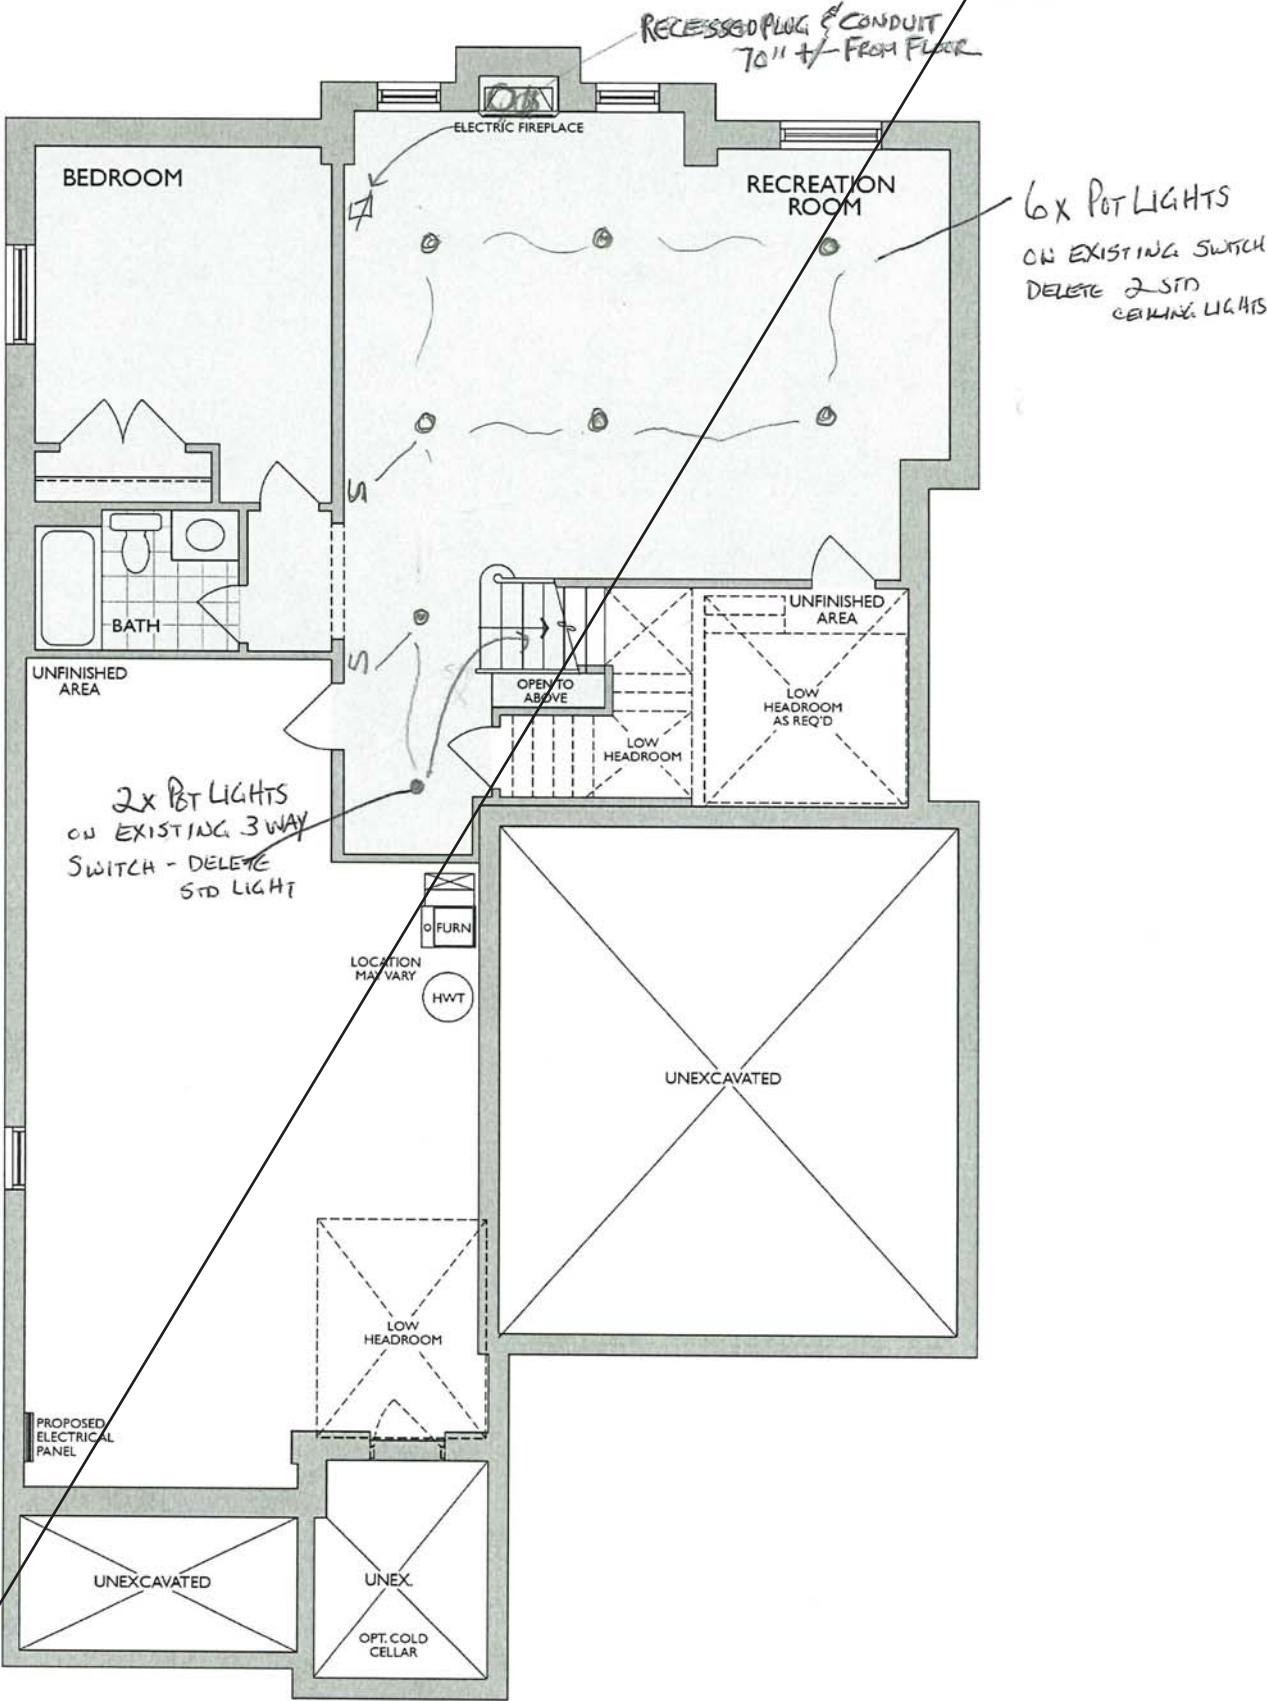 RECESSED PLUG & CONDUIT
70" +/- FROM FLOOR
ELECTRIC FIREPLACE
BEDROOM
RECREATION
ROOM
6x POT LIGHTS
ON EXISTING SWITCH
DELETE 2 STD
CEILING LIGHTS
S
BATH
UNFINISHED
AREA
S
UNFINISHED
AREA
OPEN TO
ABOVE
LOW
HEADROOM
AS REQ'D
LOW
HEADROOM
2x POT LIGHTS
ON EXISTING 3 WAY
SWITCH - DELETE
STD LIGHT
FURN
LOCATION
MAY VARY
HWT
UNEXCAVATED
LOW
HEADROOM
PROPOSED
ELECTRICAL
PANEL
UNEXCAVATED
UNEX.
OPT. COLD
CELLAR